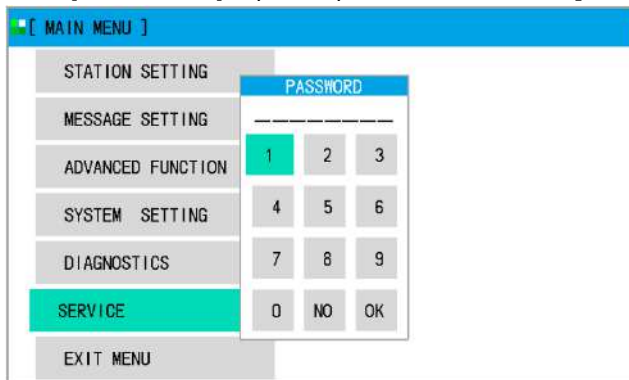 [ MAIN MENU ]
STATION SETTING
MESSAGE SETTING
ADVANCED FUNCTION
SYSTEM SETTING
DIAGNOSTICS
SERVICE
EXIT MENU
PASSWORD
________
1 2 3
4 5 6
7 8 9
0 NO OK